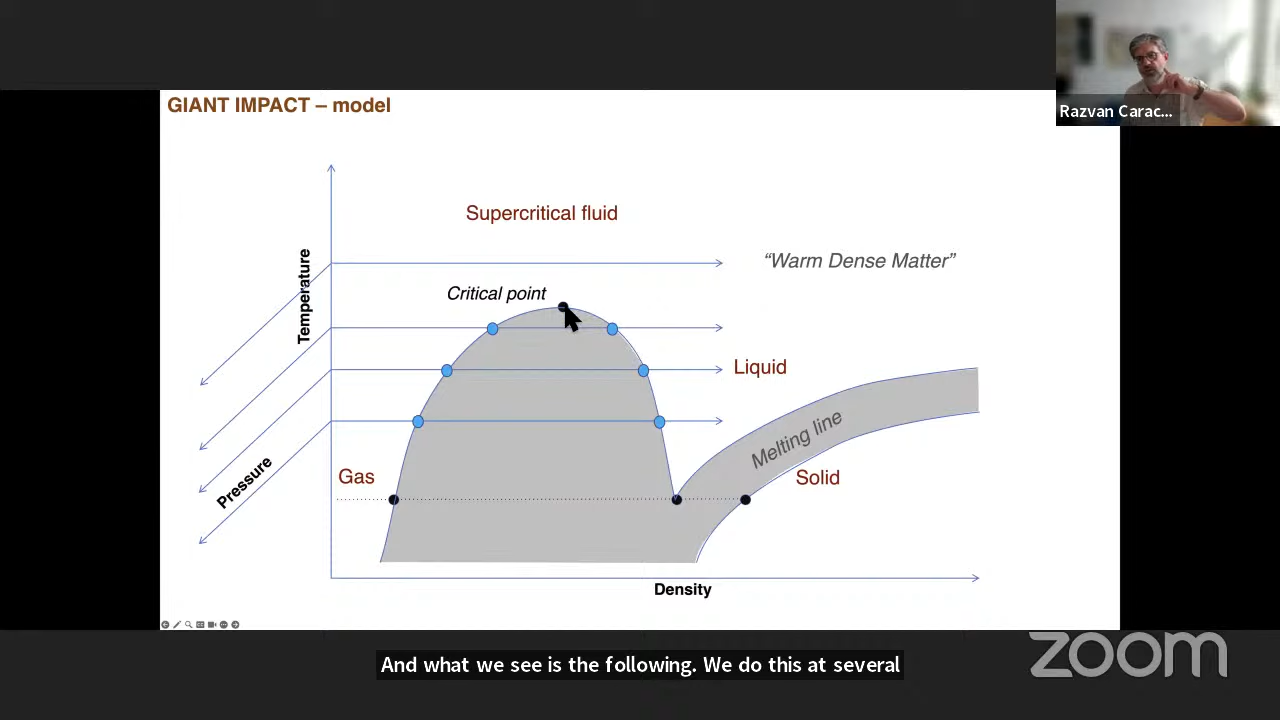 GIANT IMPACT – model
Razvan Carac...
Supercritical fluid
“Warm Dense Matter”
Temperature
Critical point
Liquid
Melting line
Pressure
Gas
Solid
Density
And what we see is the following. We do this at several
zoom